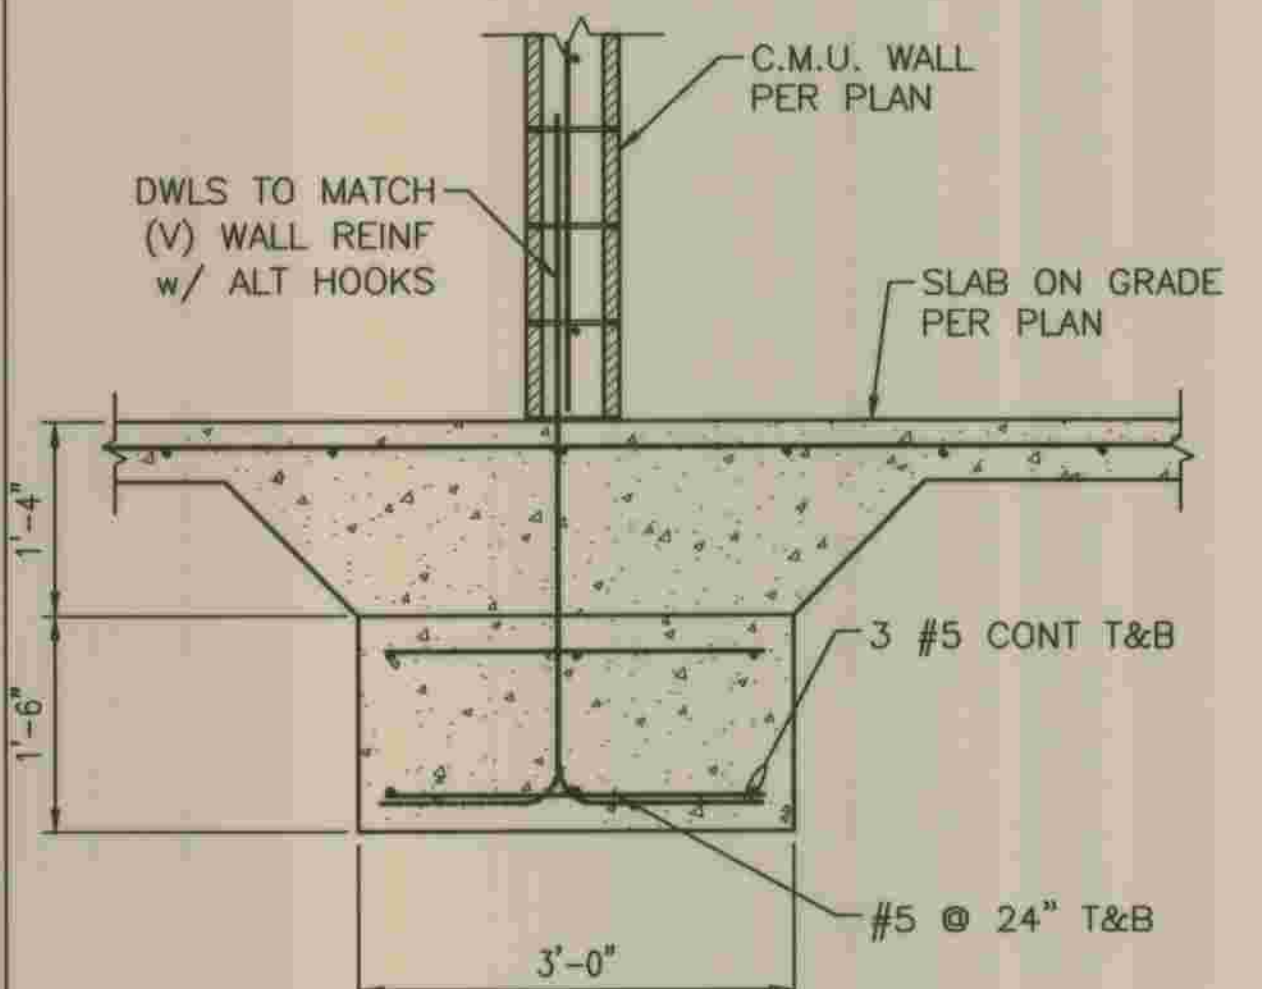 C.M.U. WALL
PER PLAN
DWLS TO MATCH
(V) WALL REINF
w/ ALT HOOKS
SLAB ON GRADE
PER PLAN
1'-4"
3 #5 CONT T&B
1'-6"
#5 @ 24" T&B
3'-0"